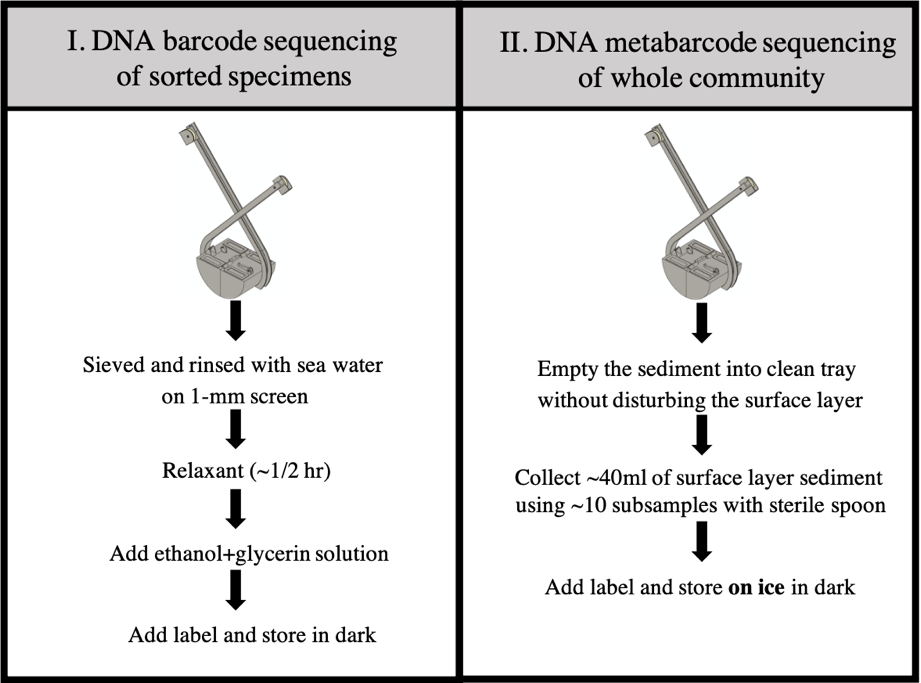 I. DNA barcode sequencing
of sorted specimens
Sieved and rinsed with sea water
on 1-mm screen
Relaxant (~1/2 hr)
Add ethanol+glycerin solution
Add label and store in dark
II. DNA metabarcode sequencing
of whole community
Empty the sediment into clean tray
without disturbing the surface layer
Collect ~40ml of surface layer sediment
using ~10 subsamples with sterile spoon
Add label and store on ice in dark